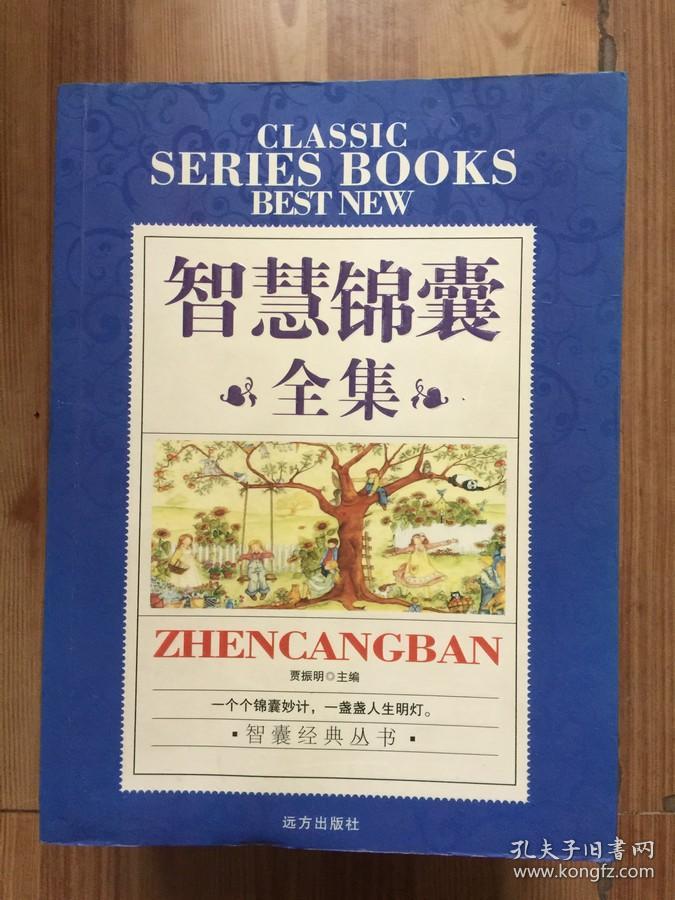 CLASSIC
SERIES BOOKS
BEST NEW
智慧锦囊
全集
ZHENCANGBAN
贾振明◎主编
一个个锦囊妙计，一盏盏人生明灯。
·智囊经典丛书·
远方出版社
孔夫子旧书网
kongfz.com